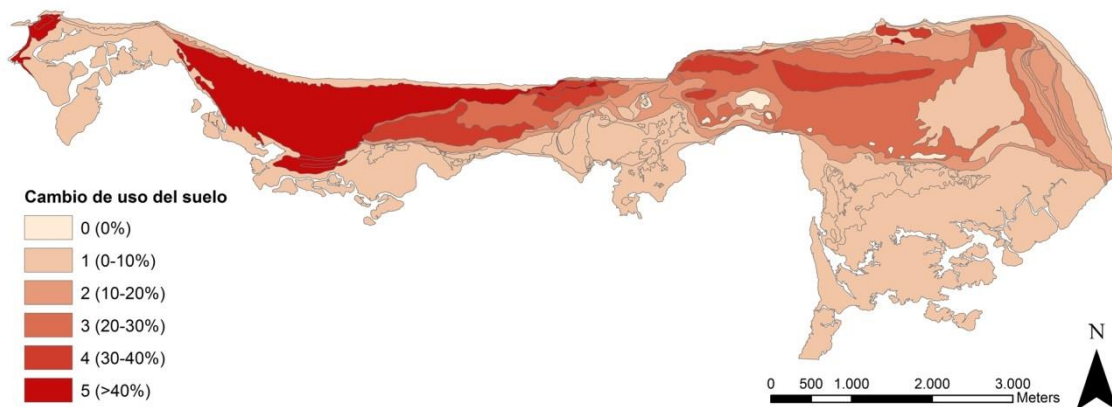 Cambio de uso del suelo
0 (0%)
1 (0-10%)
2 (10-20%)
3 (20-30%)
4 (30-40%)
5 (>40%)
N
0 500 1.000 2.000 3.000
Meters